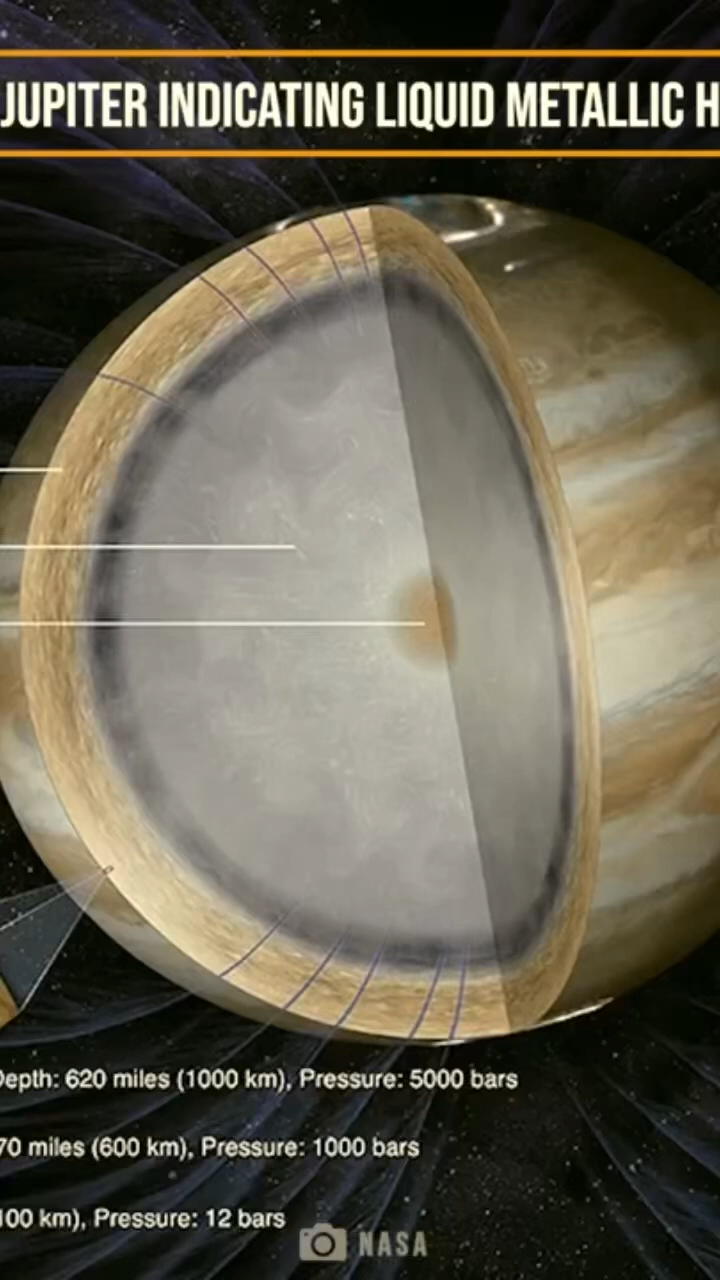 JUPITER INDICATING LIQUID METALLIC H
Depth: 620 miles (1000 km), Pressure: 5000 bars
70 miles (600 km), Pressure: 1000 bars
100 km), Pressure: 12 bars
NASA